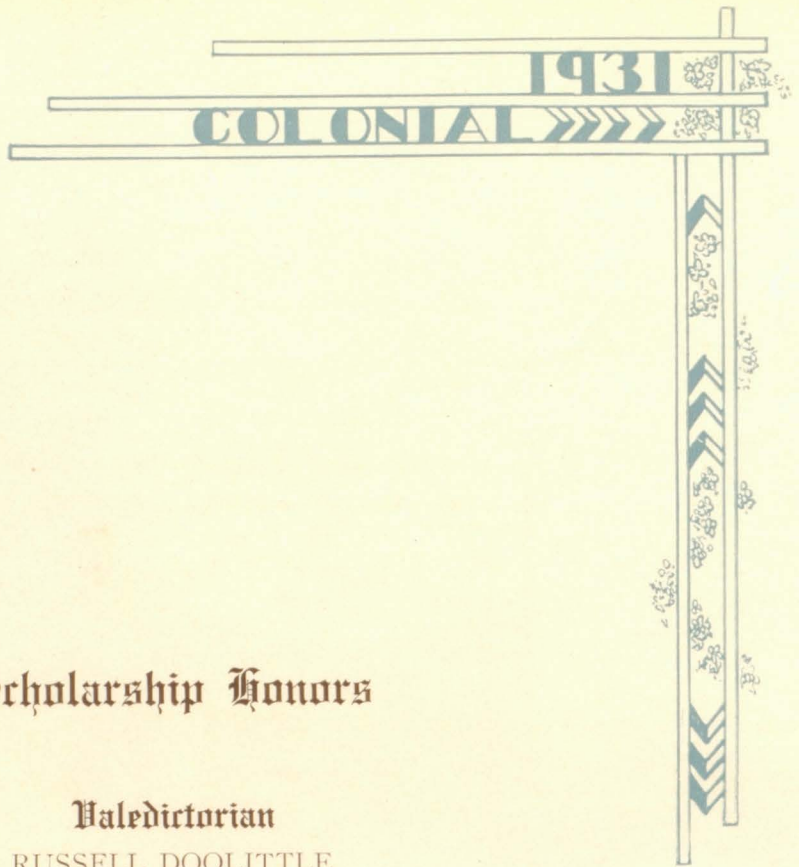 1931
COLONIAL
cholarship Honors
Valedictorian
RUSSELL DOOLITTLE